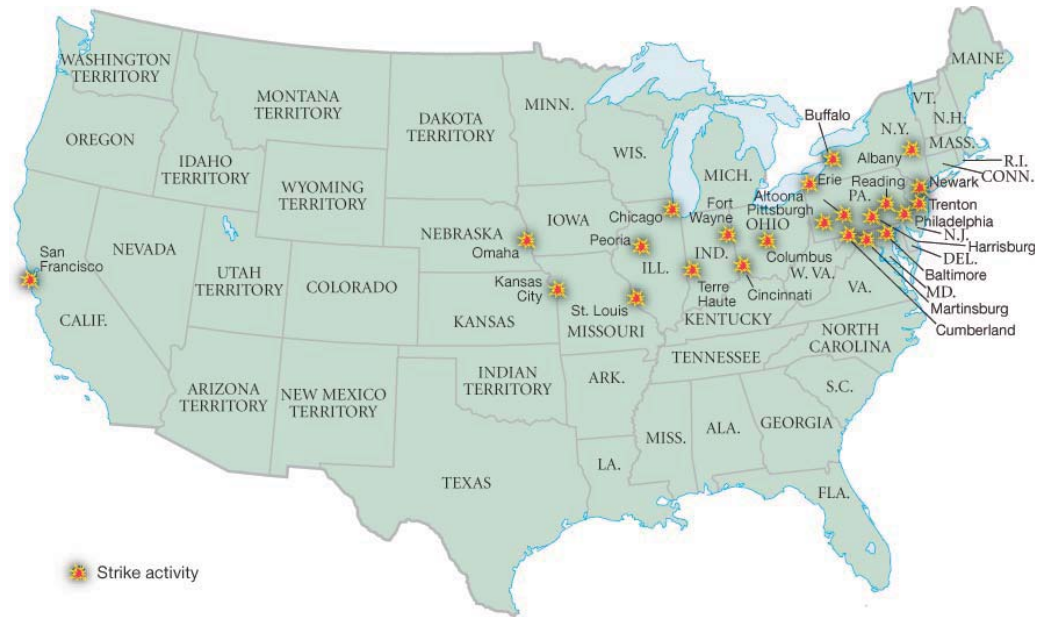 WASHINGTON
TERRITORY
OREGON
IDAHO
TERRITORY
MONTANA
TERRITORY
WYOMING
TERRITORY
DAKOTA
TERRITORY
MINN.
WIS.
MICH.
MAINE
VT.
N.H.
N.Y.
MASS.
R.I.
CONN.
Buffalo
Albany
Erie
Reading
PA.
Newark
Trenton
Philadelphia
N.J.
Harrisburg
DEL.
Baltimore
MD.
Martinsburg
Cumberland
Altoona
Pittsburgh
OHIO
Columbus
W. VA.
VA.
Fort
Wayne
IND.
Cincinnati
Terre
Haute
KENTUCKY
Chicago
Peoria
ILL.
St. Louis
MISSOURI
IOWA
NEBRASKA
Omaha
Kansas
City
KANSAS
COLORADO
UTAH
TERRITORY
NEVADA
San
Francisco
CALIF.
ARIZONA
TERRITORY
NEW MEXICO
TERRITORY
INDIAN
TERRITORY
TEXAS
ARK.
LA.
MISS.
ALA.
TENNESSEE
NORTH
CAROLINA
S.C.
GEORGIA
FLA.
Strike activity